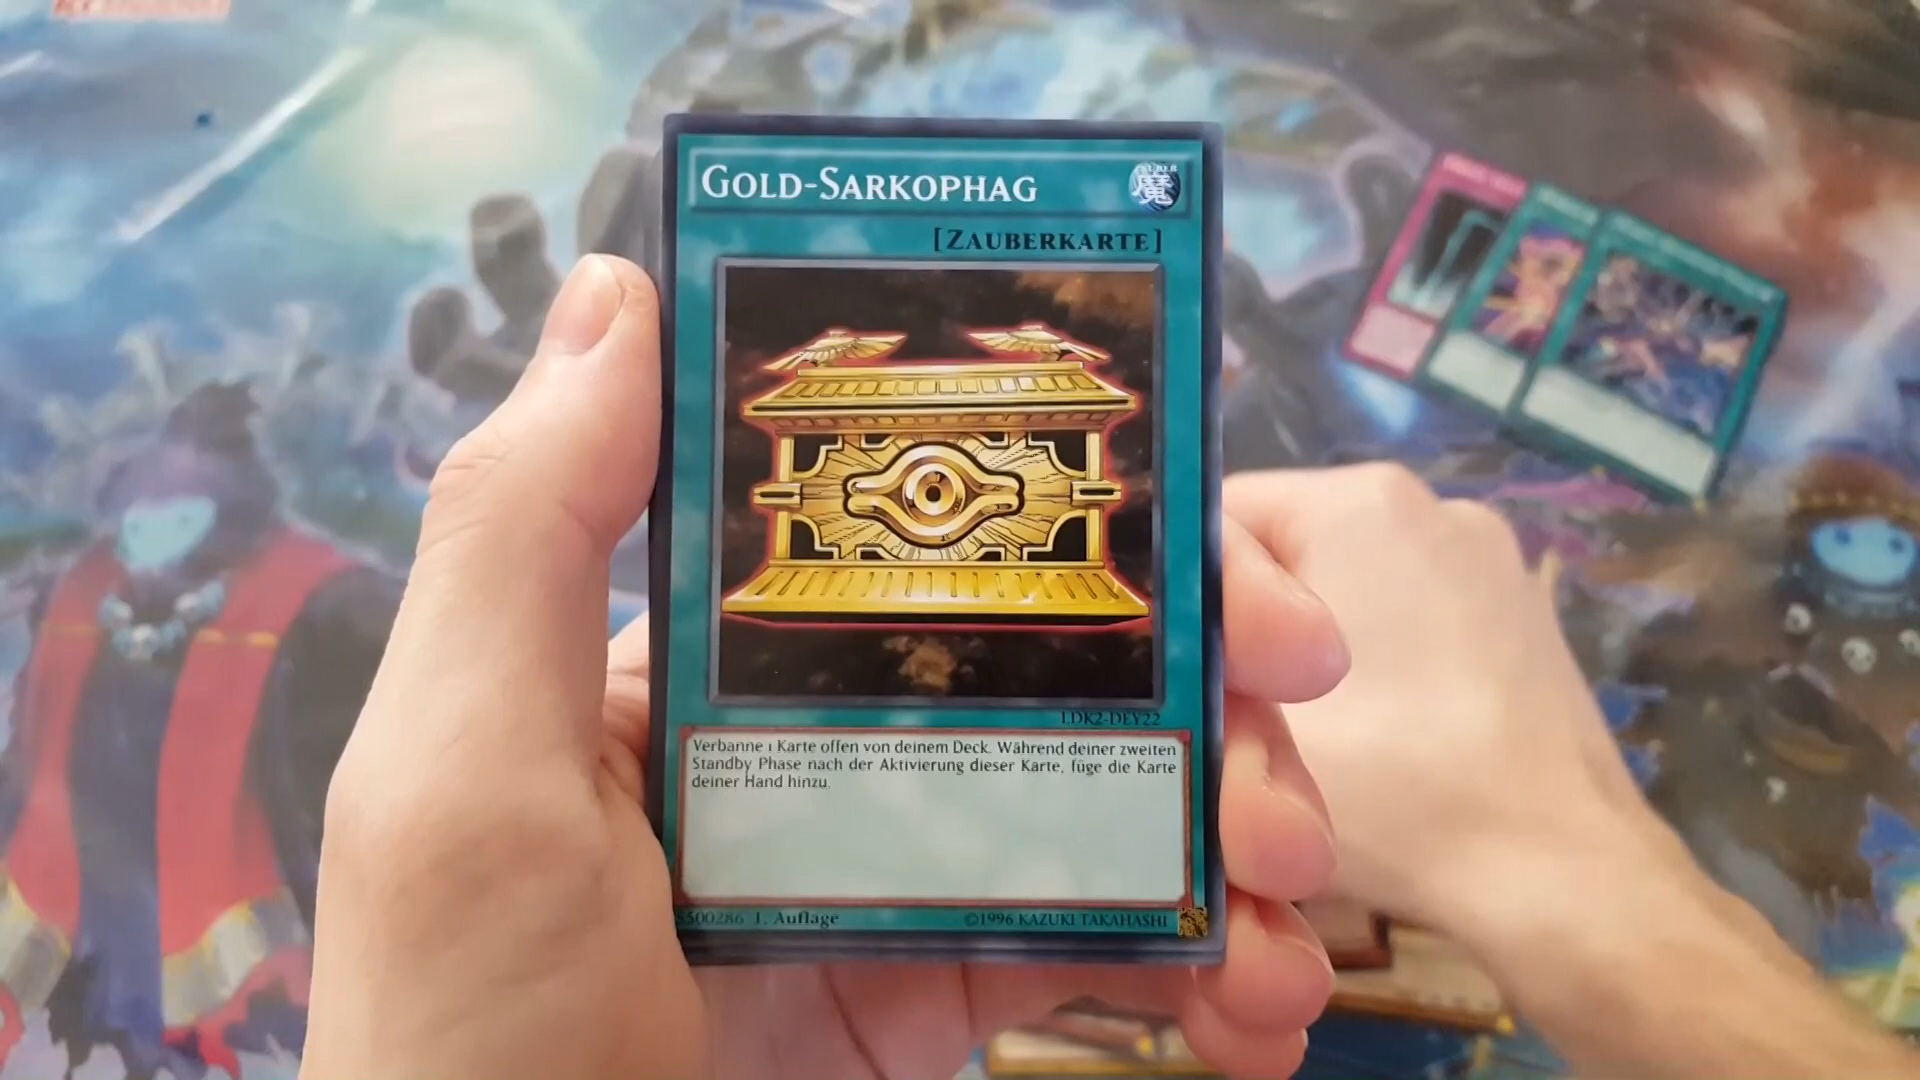 GOLD-SARKOPHAG
魔
[ZAUBERKARTE]
LDK2-DEY22
Verbanne 1 Karte offen von deinem Deck. Während deiner zweiten
Standby Phase nach der Aktivierung dieser Karte, füge die Karte
deiner Hand hinzu.
5500286 1. Auflage ©1996 KAZUKI TAKAHASHI